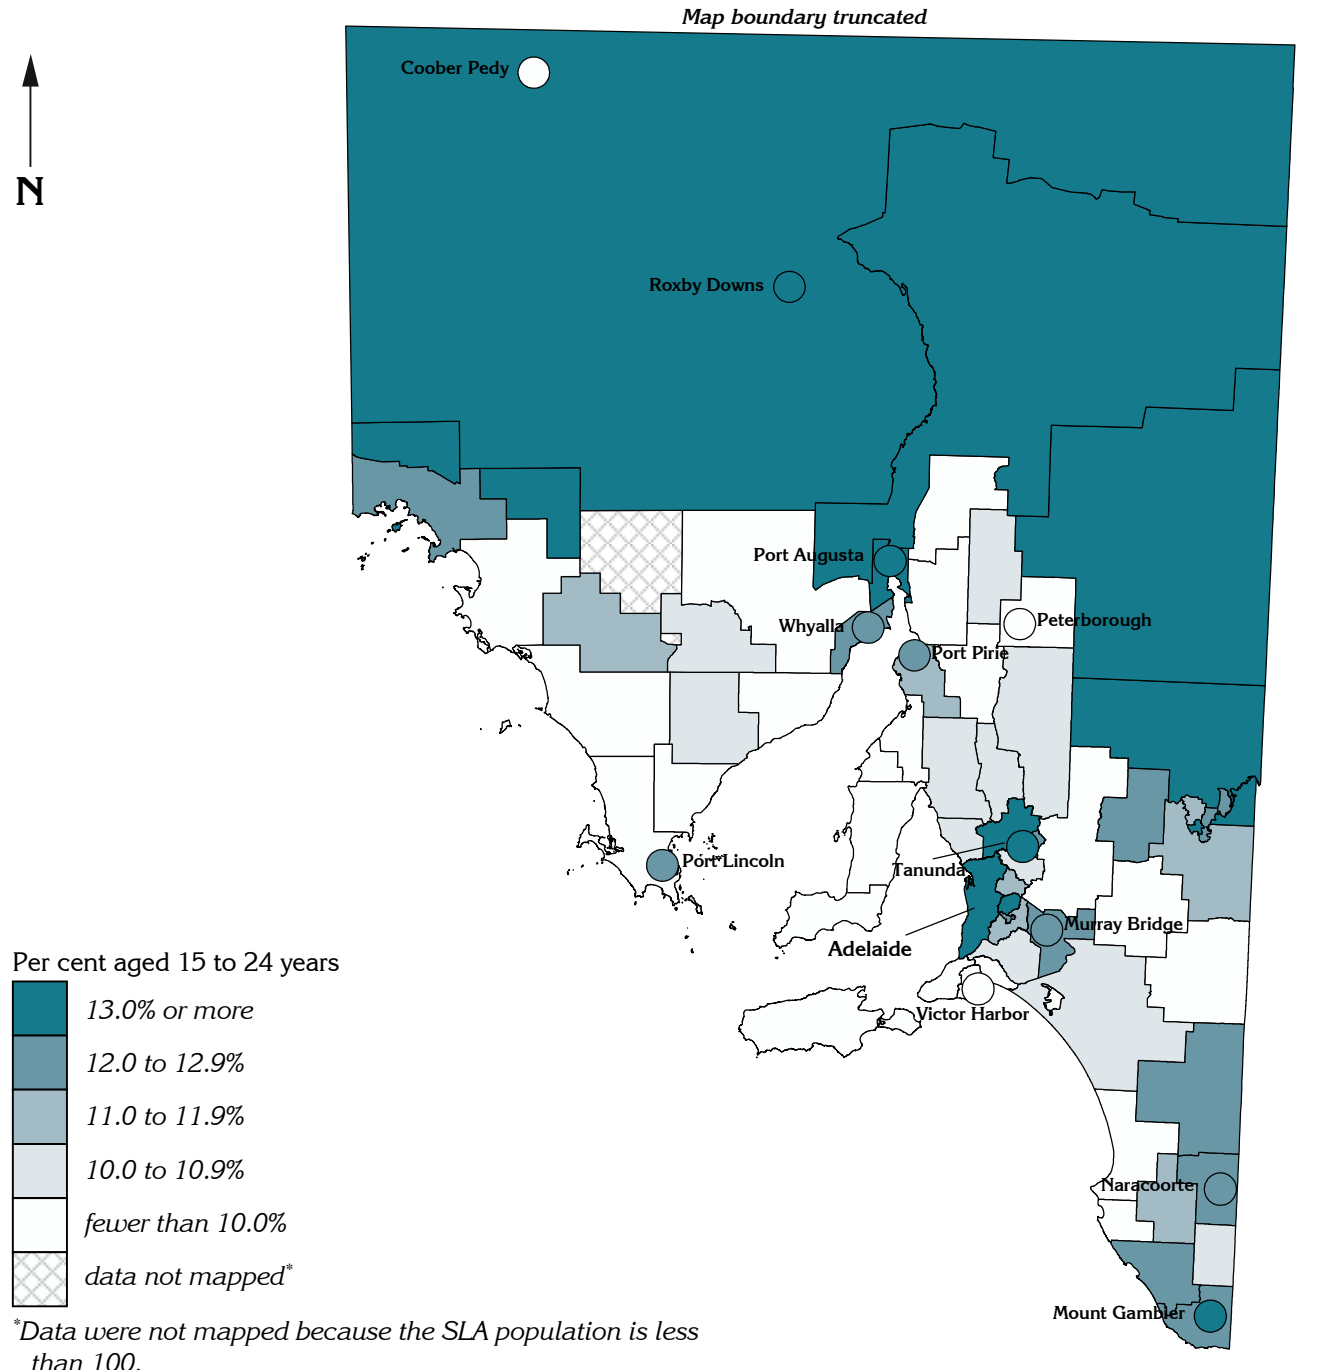 Map boundary truncated
Coober Pedy
N
Roxby Downs
Port Augusta
Whyalla
Peterborough
Port Pirie
Port Lincoln
Tanunda
Murray Bridge
Adelaide
Victor Harbor
Naracoorte
Mount Gambier
Per cent aged 15 to 24 years
13.0% or more
12.0 to 12.9%
11.0 to 11.9%
10.0 to 10.9%
fewer than 10.0%
data not mapped*
*Data were not mapped because the SLA population is less
than 100.